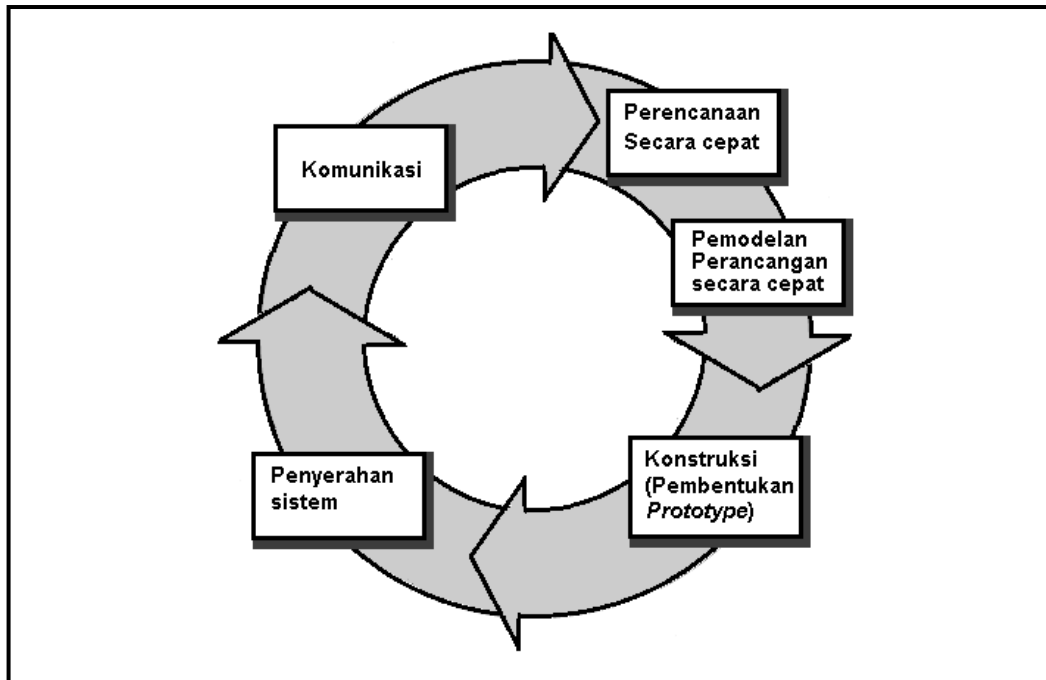 Komunikasi
Perencanaan
Secara cepat
Pemodelan
Perancangan
secara cepat
Konstruksi
(Pembentukan
Prototype)
Penyerahan
sistem